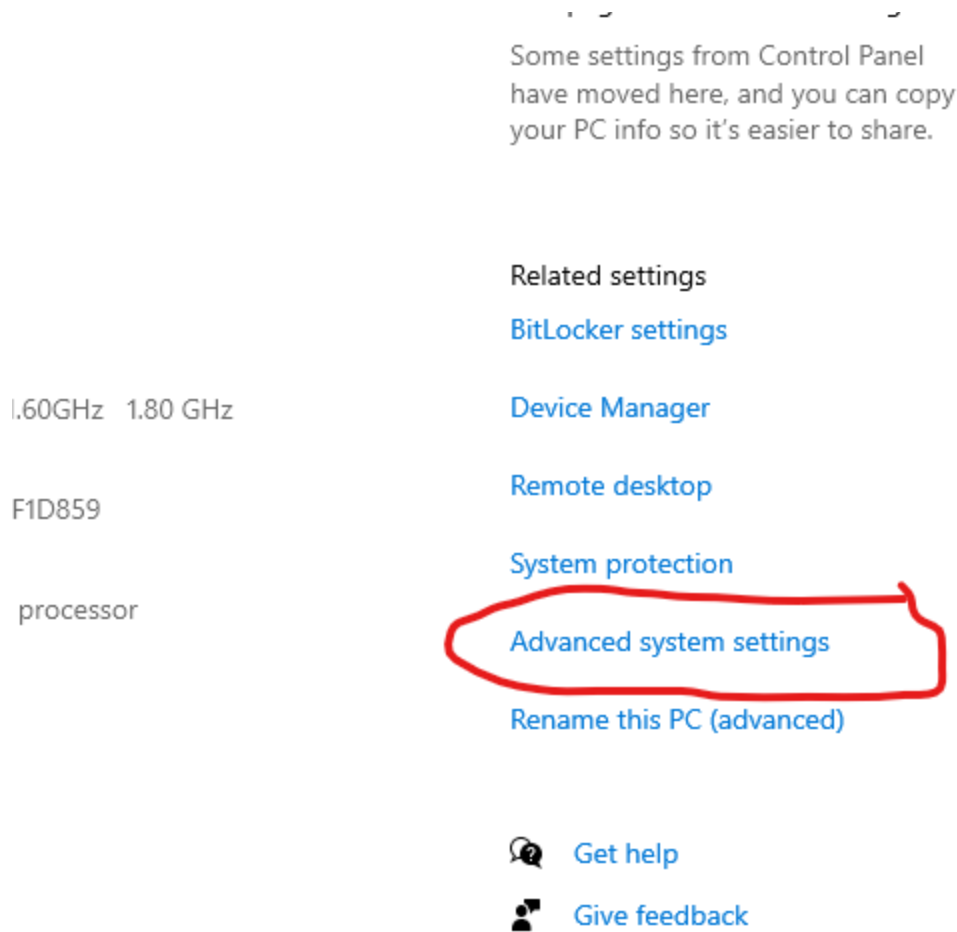 Some settings from Control Panel
have moved here, and you can copy
your PC info so it's easier to share.
Related settings
BitLocker settings
.60GHz 1.80 GHz
Device Manager
Remote desktop
F1D859
System protection
processor
Advanced system settings
Rename this PC (advanced)
Get help
Give feedback